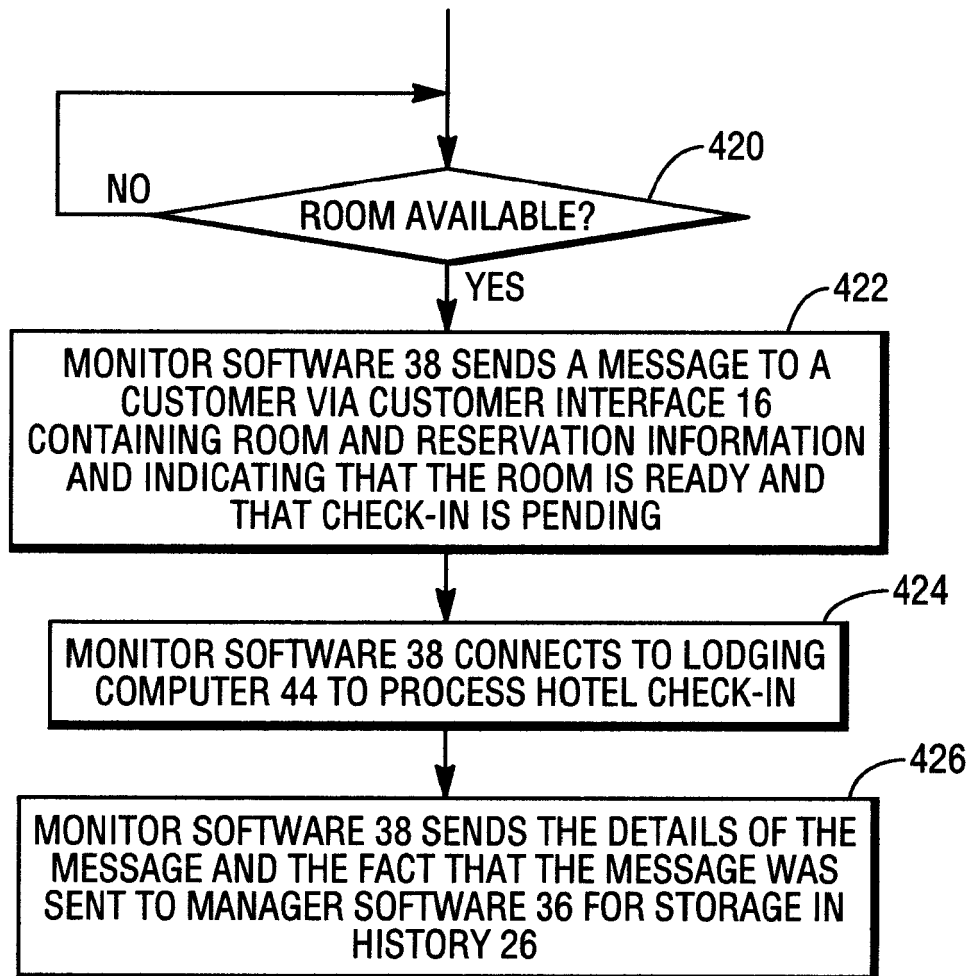 420
NO
ROOM AVAILABLE?
YES
422
MONITOR SOFTWARE 38 SENDS A MESSAGE TO A
CUSTOMER VIA CUSTOMER INTERFACE 16
CONTAINING ROOM AND RESERVATION INFORMATION
AND INDICATING THAT THE ROOM IS READY AND
THAT CHECK-IN IS PENDING
424
MONITOR SOFTWARE 38 CONNECTS TO LODGING
COMPUTER 44 TO PROCESS HOTEL CHECK-IN
426
MONITOR SOFTWARE 38 SENDS THE DETAILS OF THE
MESSAGE AND THE FACT THAT THE MESSAGE WAS
SENT TO MANAGER SOFTWARE 36 FOR STORAGE IN
HISTORY 26